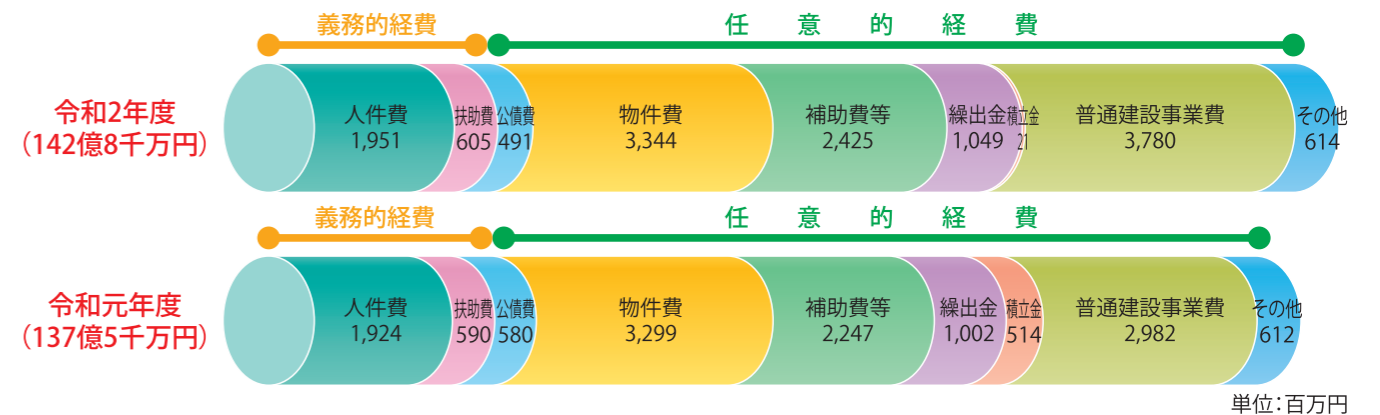 義務的経費
任意的経費
令和2年度
(142億8千万円)
人件費
1,951
扶助費
605
公債費
491
物件費
3,344
補助費等
2,425
繰出金
1,049
積立金
21
普通建設事業費
3,780
その他
614
義務的経費
任意的経費
令和元年度
(137億5千万円)
人件費
1,924
扶助費
590
公債費
580
物件費
3,299
補助費等
2,247
繰出金
1,002
積立金
514
普通建設事業費
2,982
その他
612
単位:百万円